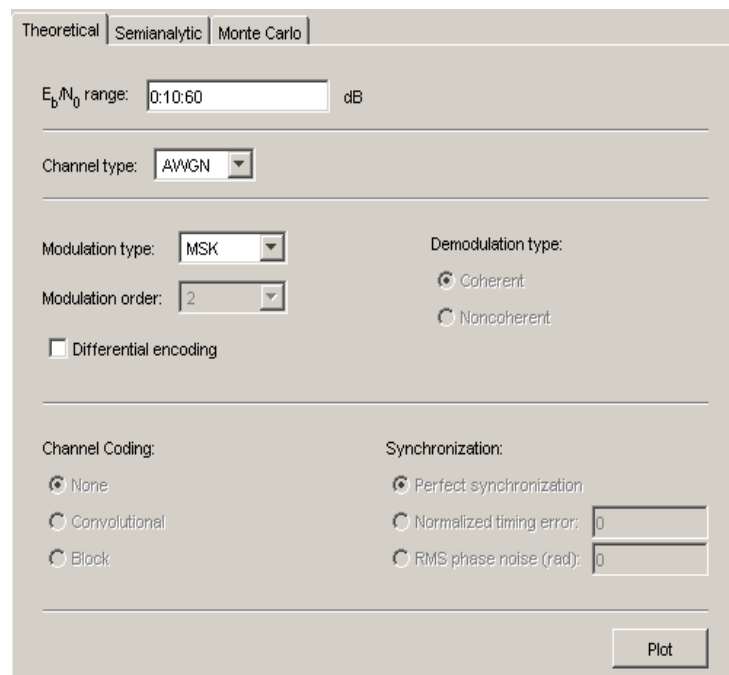 Theoretical Semianalytic Monte Carlo
Eb/N0 range: 0:10:60 dB
Channel type: AWGN
Modulation type: MSK
Demodulation type:
Modulation order: 2
Coherent
Noncoherent
Differential encoding
Channel Coding:
None
Convolutional
Block
Synchronization:
Perfect synchronization
Normalized timing error: 0
RMS phase noise (rad): 0
Plot